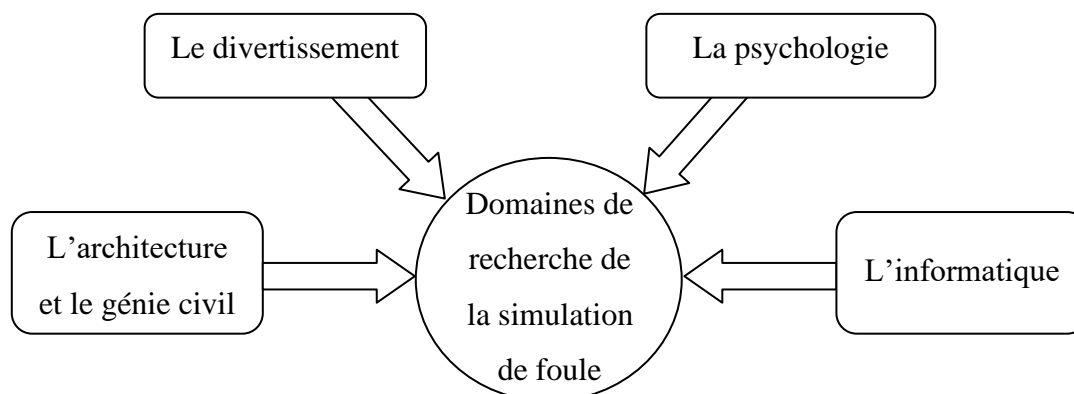 Le divertissement
La psychologie
L’architecture
et le génie civil
Domaines de
recherche de
la simulation
de foule
L’informatique